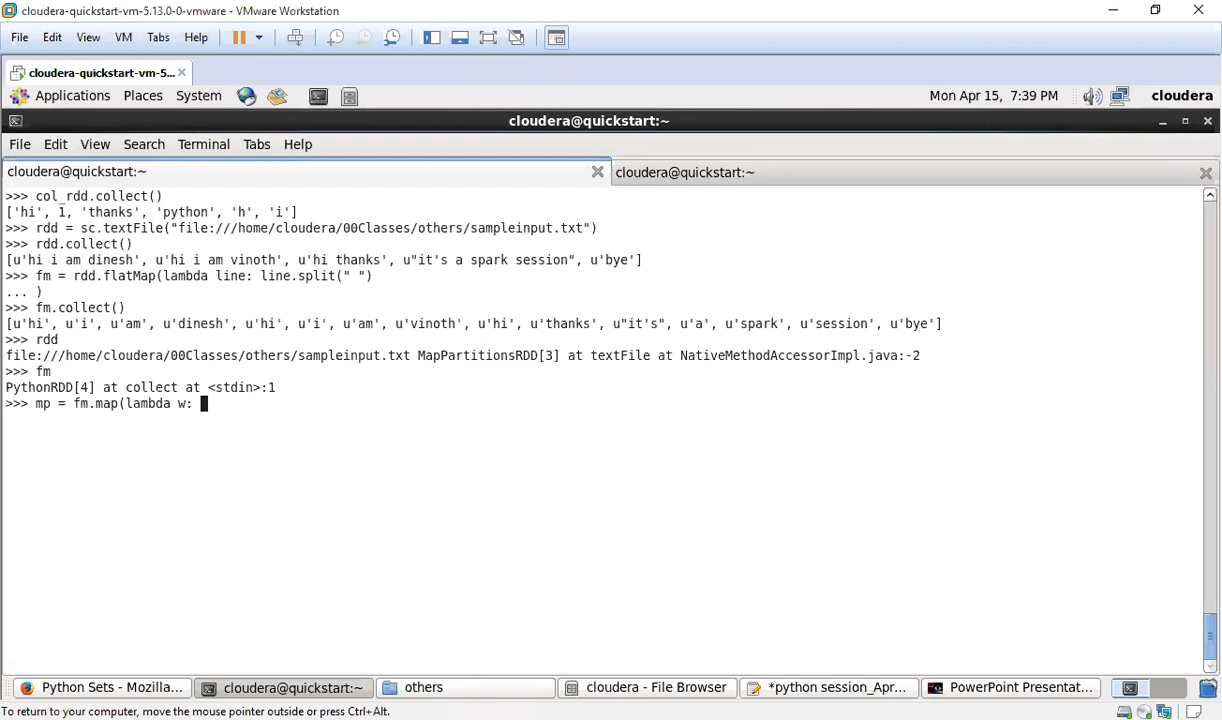 cloudera-quickstart-vm-5.13.0-0-vmware - VMware Workstation
File Edit View VM Tabs Help
cloudera-quickstart-vm-5...
Applications Places System Mon Apr 15, 7:39 PM cloudera
cloudera@quickstart:~
File Edit View Search Terminal Tabs Help
cloudera@quickstart:~ cloudera@quickstart:~
>>> col_rdd.collect()
['hi', 1, 'thanks', 'python', 'h', 'i']
>>> rdd = sc.textFile("file:///home/cloudera/00Classes/others/sampleinput.txt")
>>> rdd.collect()
[u'hi i am dinesh', u'hi i am vinoth', u'hi thanks', u"it's a spark session", u'bye']
>>> fm = rdd.flatMap(lambda line: line.split(" ")
... )
>>> fm.collect()
[u'hi', u'i', u'am', u'dinesh', u'hi', u'i', u'am', u'vinoth', u'hi', u'thanks', u"it's", u'a', u'spark', u'session', u'bye']
>>> rdd
file:///home/cloudera/00Classes/others/sampleinput.txt MapPartitionsRDD[3] at textFile at NativeMethodAccessorImpl.java:-2
>>> fm
PythonRDD[4] at collect at <stdin>:1
>>> mp = fm.map(lambda w:
Python Sets - Mozilla... cloudera@quickstart:~ others cloudera - File Browser *python session_Apr... PowerPoint Presentat...
To return to your computer, move the mouse pointer outside or press Ctrl+Alt.